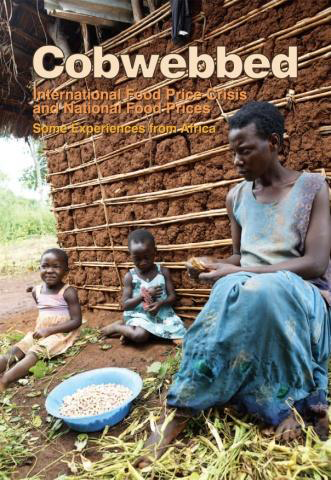 Cobwebbed
International Food Price Crisis
and National Food Prices
Some Experiences from Africa